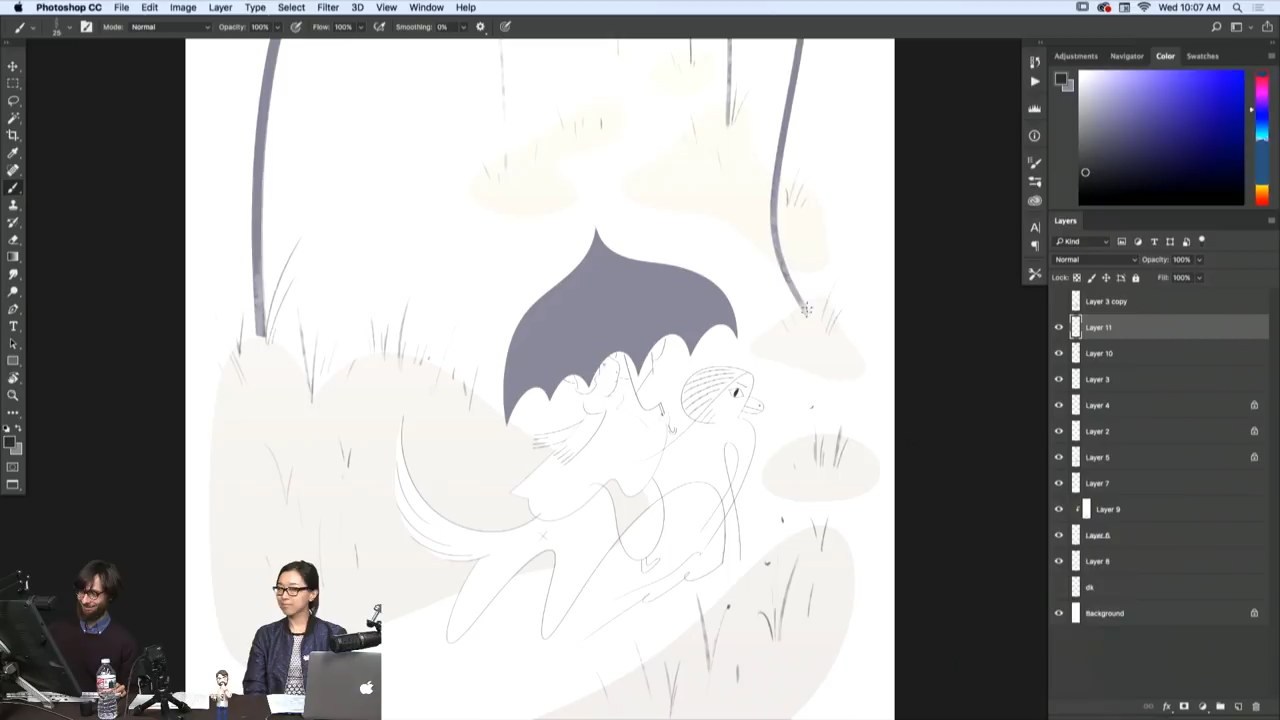 Photoshop CC File Edit Image Layer Type Select Filter 3D View Window Help Wed 10:07 AM
25 Mode: Normal Opacity: 100% Flow: 100% Smoothing: 0%
Adjustments Navigator Color Swatches
Layers
Kind
Normal Opacity: 100%
Lock: Fill: 100%
Layer 3 copy
Layer 11
Layer 10
Layer 3
Layer 4
Layer 2
Layer 5
Layer 7
Layer 9
Layer 6
Layer 8
dk
Background